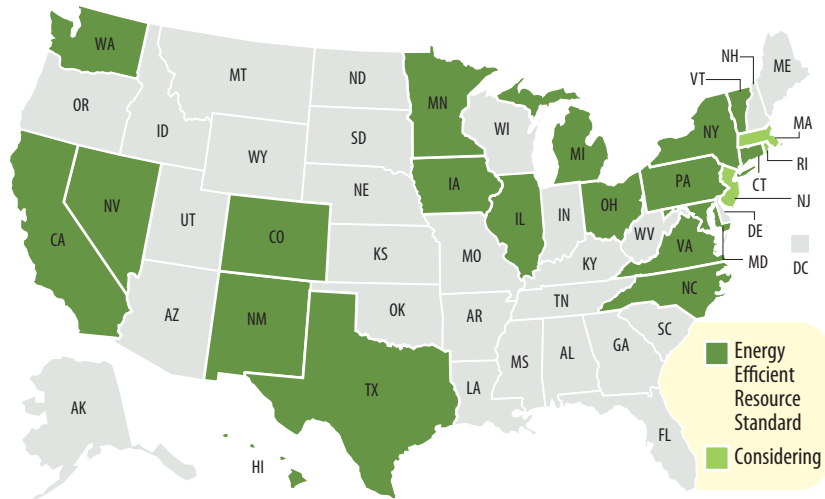 WA
MT
ND
MN
OR
ID
SD
WI
WY
MI
NH
ME
VT
NY
MA
RI
CT
NJ
PA
DE
MD
DC
NV
CA
UT
CO
NE
IA
IL
IN
OH
WV
VA
KS
MO
KY
NC
AZ
NM
OK
AR
TN
SC
TX
LA
MS
AL
GA
FL
AK
HI
Energy
Efficient
Resource
Standard
Considering